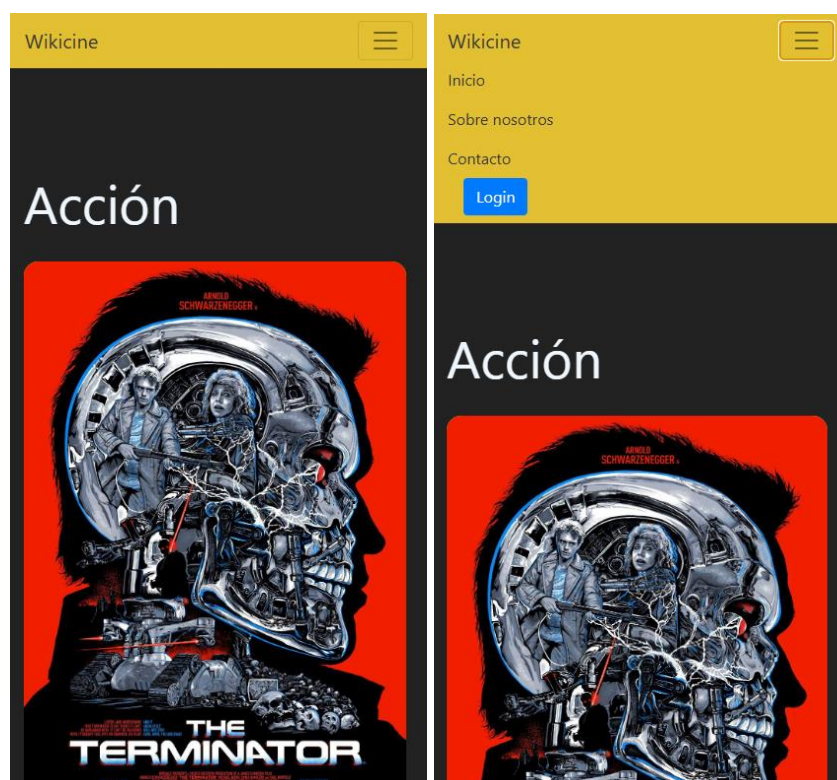 Wikicine
Acción
ARNOLD
SCHWARZENEGGER
THE
TERMINATOR
Wikicine
Inicio
Sobre nosotros
Contacto
Login
Acción
ARNOLD
SCHWARZENEGGER